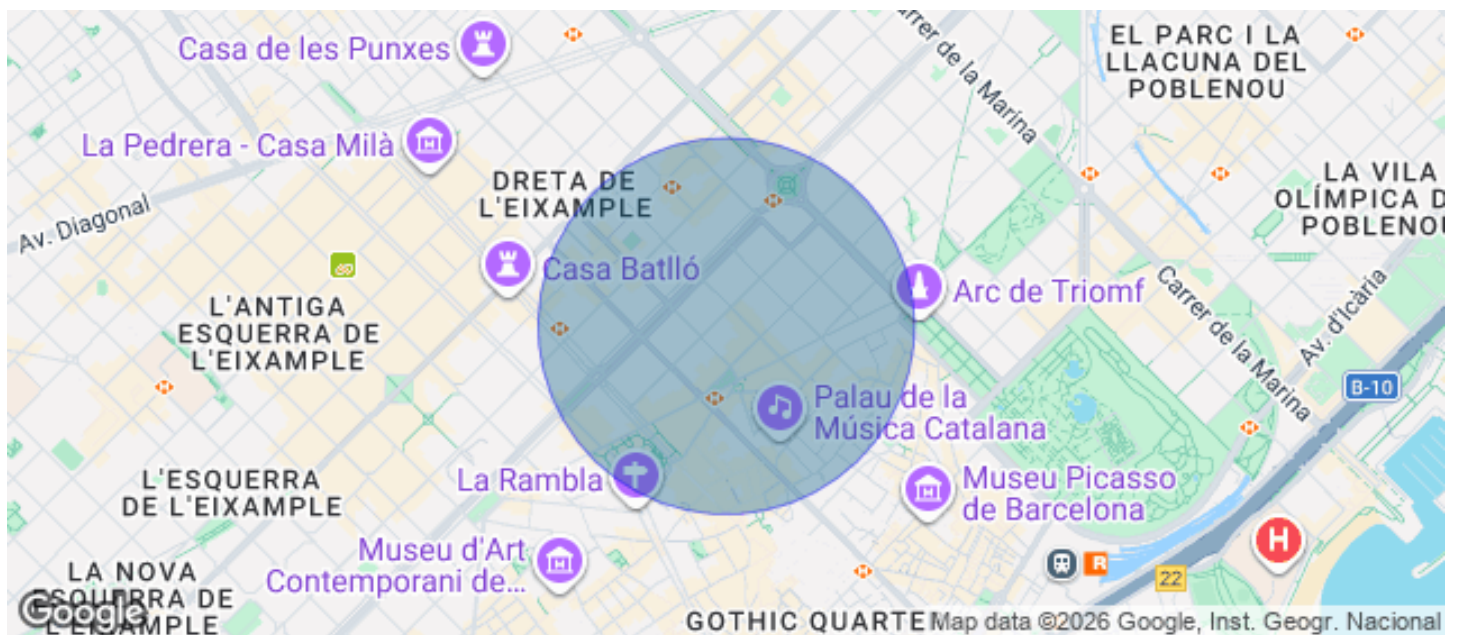 Casa de les Punxes
EL PARC I LA
LLACUNA DEL
POBLENOU
Carrer de la Marina
La Pedrera - Casa Milà
DRETA DE
L'EIXAMPLE
LA VILA
OLÍMPICA D
POBLENOU
Av. Diagonal
Casa Batlló
Arc de Triomf
L'ANTIGA
ESQUERRA DE
L'EIXAMPLE
Carrer de la Marina
Av. d'Icària
B-10
Palau de la
Música Catalana
L'ESQUERRA
DE L'EIXAMPLE
La Rambla
Museu Picasso
de Barcelona
H
Museu d'Art
Contemporani de...
R
22
LA NOVA
ESQUERRA DE
L'EIXAMPLE
Google
GOTHIC QUARTE
Map data ©2026 Google, Inst. Geogr. Nacional